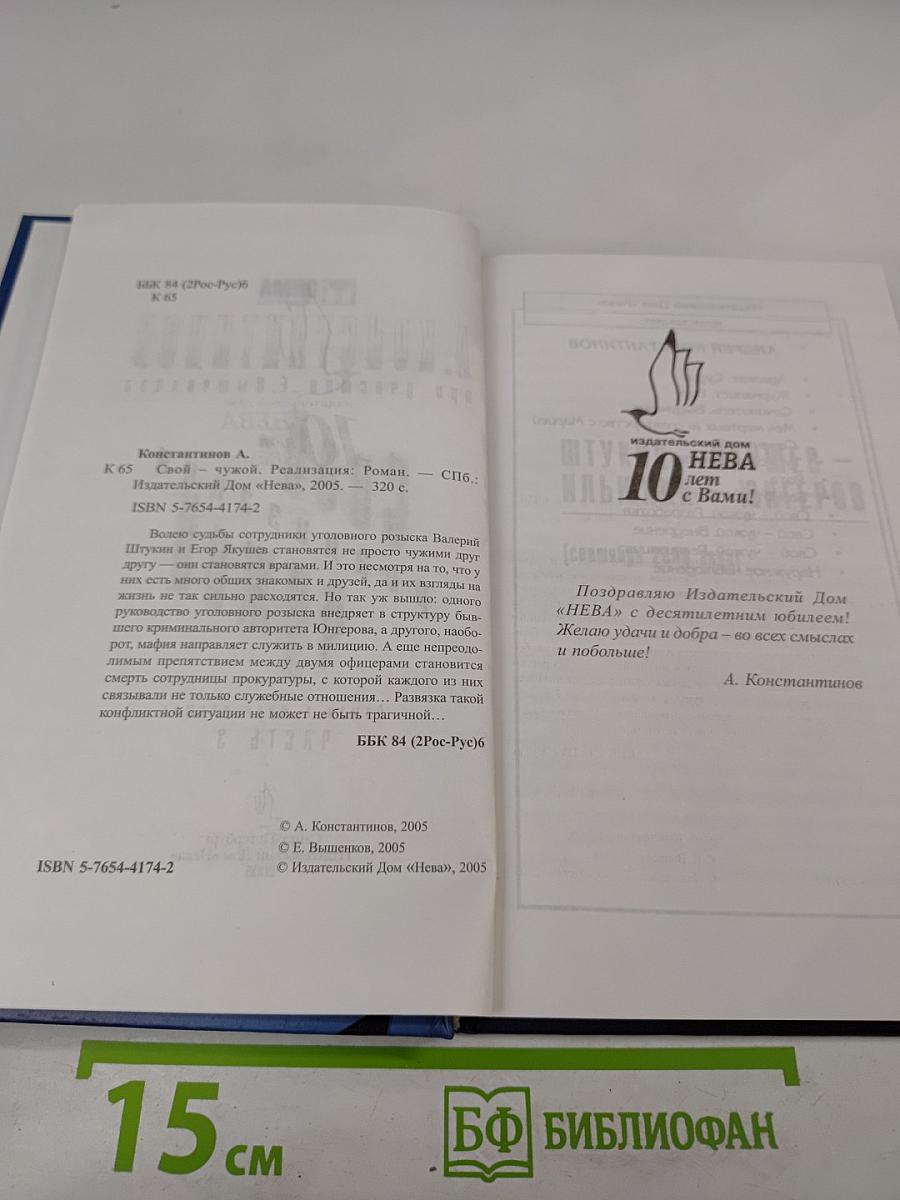 ББК 84 (2Рос-Рус)6
К 65
Константинов А.
К 65 Свой – чужой. Реализация: Роман. — СПб.:
Издательский Дом «Нева», 2005. — 320 с.
ISBN 5-7654-4174-2
Волею судьбы сотрудники уголовного розыска Валерий
Штукин и Егор Якушев становятся не просто чужими друг
другу — они становятся врагами. И это несмотря на то, что у
них есть много общих знакомых и друзей, да и их взгляды на
жизнь не так сильно расходятся. Но так уж вышло: одного
руководство уголовного розыска внедряет в структуру быв-
шего криминального авторитета Юнгерова, а другого, наобо-
рот, мафия направляет служить в милицию. А еще непреодо-
лимым препятствием между двумя офицерами становится
смерть сотрудницы прокуратуры, с которой каждого из них
связывали не только служебные отношения… Развязка такой
конфликтной ситуации не может не быть трагичной…
ББК 84 (2Рос-Рус)6
© А. Константинов, 2005
© Е. Вышенков, 2005
ISBN 5-7654-4174-2 © Издательский Дом «Нева», 2005
издательский дом
НЕВА
10 лет
с Вами!
Поздравляю Издательский Дом
«НЕВА» с десятилетним юбилеем!
Желаю удачи и добра – во всех смыслах
и побольше!
А. Константинов
15 см
БФ БИБЛИОФАН